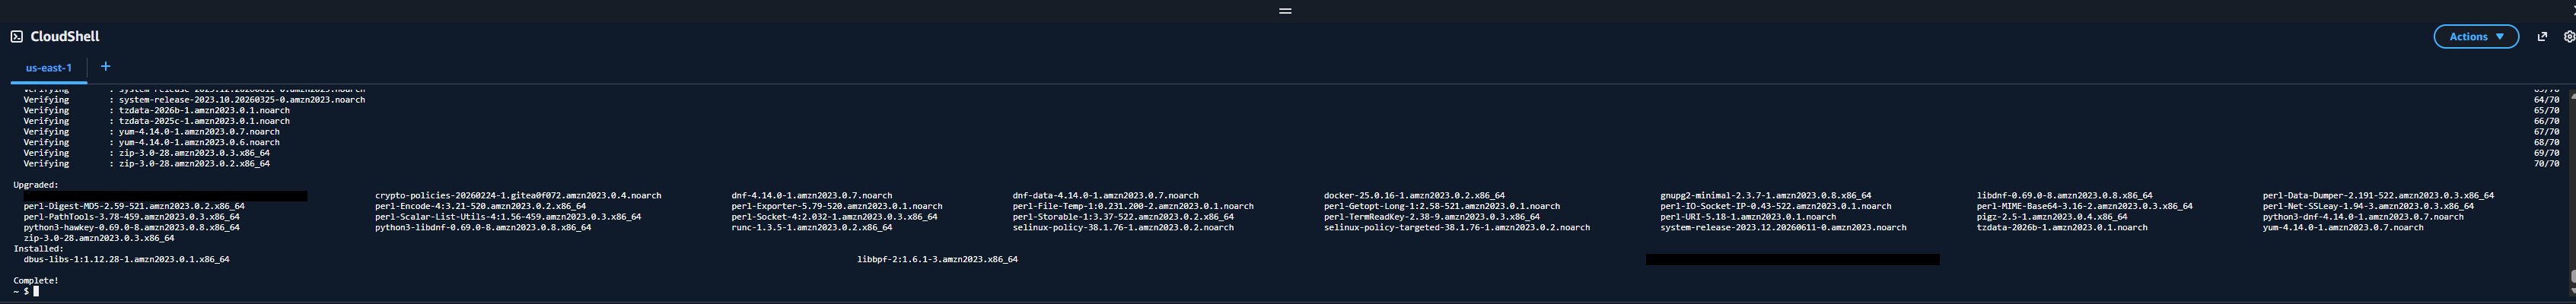 CloudShell
Actions
us-east-1 +
Verifying : system-release-2023.12.20260611-0.amzn2023.noarch 63/70
Verifying : system-release-2023.10.20260325-0.amzn2023.noarch 64/70
Verifying : tzdata-2026b-1.amzn2023.0.1.noarch 65/70
Verifying : tzdata-2025c-1.amzn2023.0.1.noarch 66/70
Verifying : yum-4.14.0-1.amzn2023.0.7.noarch 67/70
Verifying : yum-4.14.0-1.amzn2023.0.6.noarch 68/70
Verifying : zip-3.0-28.amzn2023.0.3.x86_64 69/70
Verifying : zip-3.0-28.amzn2023.0.2.x86_64 70/70
Upgraded:
crypto-policies-20260224-1.gitea0f072.amzn2023.0.4.noarch dnf-4.14.0-1.amzn2023.0.7.noarch dnf-data-4.14.0-1.amzn2023.0.7.noarch docker-25.0.16-1.amzn2023.0.2.x86_64 gnupg2-minimal-2.3.7-1.amzn2023.0.8.x86_64 libdnf-0.69.0-8.amzn2023.0.8.x86_64 perl-Data-Dumper-2.191-522.amzn2023.0.3.x86_64
perl-Digest-MD5-2.59-521.amzn2023.0.2.x86_64 perl-Encode-4:3.21-520.amzn2023.0.2.x86_64 perl-Exporter-5.79-520.amzn2023.0.1.noarch perl-File-Temp-1:0.231.200-2.amzn2023.0.1.noarch perl-Getopt-Long-1:2.58-521.amzn2023.0.1.noarch perl-IO-Socket-IP-0.43-522.amzn2023.0.1.noarch perl-MIME-Base64-3.16-2.amzn2023.0.3.x86_64 perl-Net-SSLeay-1.94-3.amzn2023.0.3.x86_64
perl-PathTools-3.78-459.amzn2023.0.3.x86_64 perl-Scalar-List-Utils-4:1.56-459.amzn2023.0.3.x86_64 perl-Socket-4:2.032-1.amzn2023.0.3.x86_64 perl-Storable-1:3.37-522.amzn2023.0.2.x86_64 perl-TermReadKey-2.38-9.amzn2023.0.3.x86_64 perl-URI-5.18-1.amzn2023.0.1.noarch pigz-2.5-1.amzn2023.0.4.x86_64 python3-dnf-4.14.0-1.amzn2023.0.7.noarch
python3-hawkey-0.69.0-8.amzn2023.0.8.x86_64 python3-libdnf-0.69.0-8.amzn2023.0.8.x86_64 runc-1.3.5-1.amzn2023.0.2.x86_64 selinux-policy-38.1.76-1.amzn2023.0.2.noarch selinux-policy-targeted-38.1.76-1.amzn2023.0.2.noarch system-release-2023.12.20260611-0.amzn2023.noarch tzdata-2026b-1.amzn2023.0.1.noarch yum-4.14.0-1.amzn2023.0.7.noarch
zip-3.0-28.amzn2023.0.3.x86_64
Installed:
dbus-libs-1:1.12.28-1.amzn2023.0.1.x86_64 libbpf-2:1.6.1-3.amzn2023.x86_64
Complete!
~ $